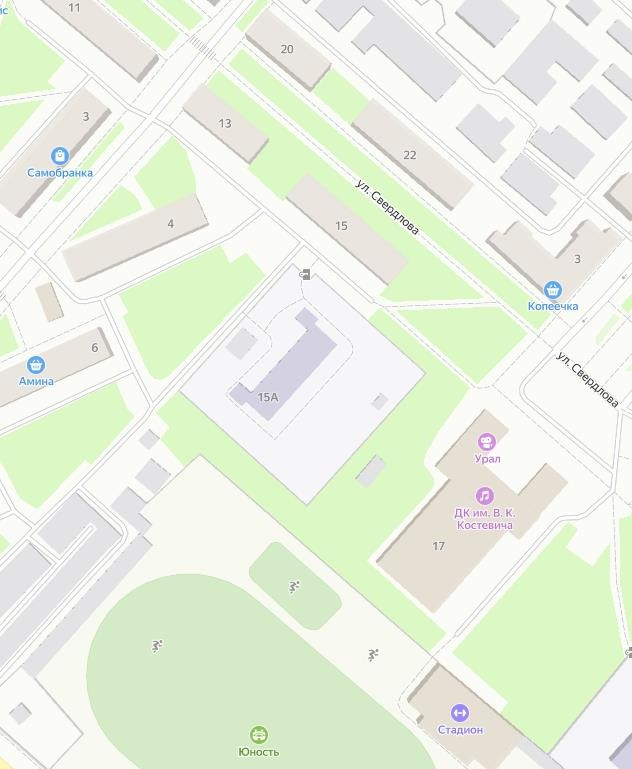 11
20
3
Самобранка
13
22
ул. Свердлова
15
4
3
Копеечка
6
Амина
ул. Свердлова
15А
Урал
ДК им. В. К.
Костевича
17
Стадион
Юность